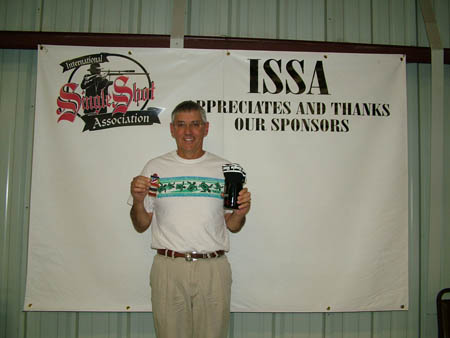 International
Single Shot
Association
ISSA
PPRECIATES AND THANKS
OUR SPONSORS